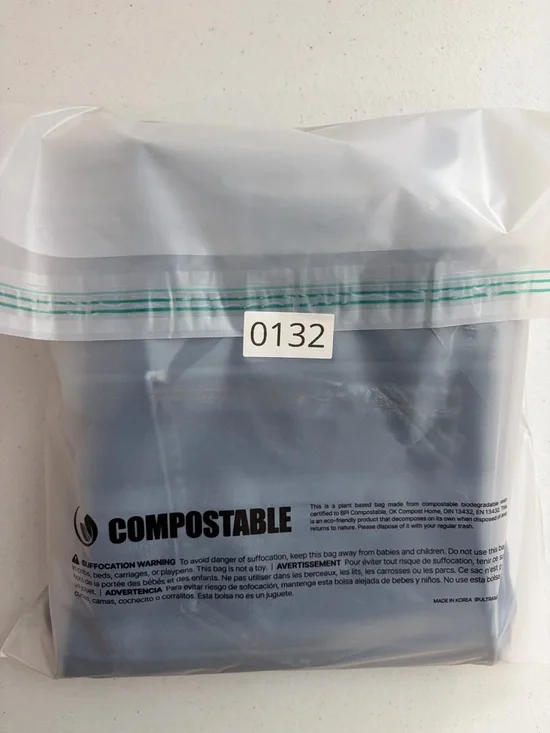 0132
COMPOSTABLE
This is a plant based bag made from compostable biodegradable
certified to BPI Compostable, OK Compost Home, DIN 13432, EN 13432. This
is an eco-friendly product that decomposes on its own when disposed of and
returns to nature. Please dispose of it with your regular trash.
SUFFOCATION WARNING To avoid danger of suffocation, keep this bag away from babies and children. Do not use this bag
in cribs, beds, carriages, or playpens. This bag is not a toy. | AVERTISSEMENT Pour éviter tout risque de suffocation, tenir ce sac
hors de la portée des bébés et des enfants. Ne pas utiliser dans les berceaux, les lits, les carrosses ou les parcs. Ce sac n'est pas
un jouet. | ADVERTENCIA Para evitar riesgo de sofocación, mantenga esta bolsa alejada de bebes y niños. No use esta bolsa
cunas, camas, cochecito o corralitos. Esta bolsa no es un juguete.
MADE IN KOREA